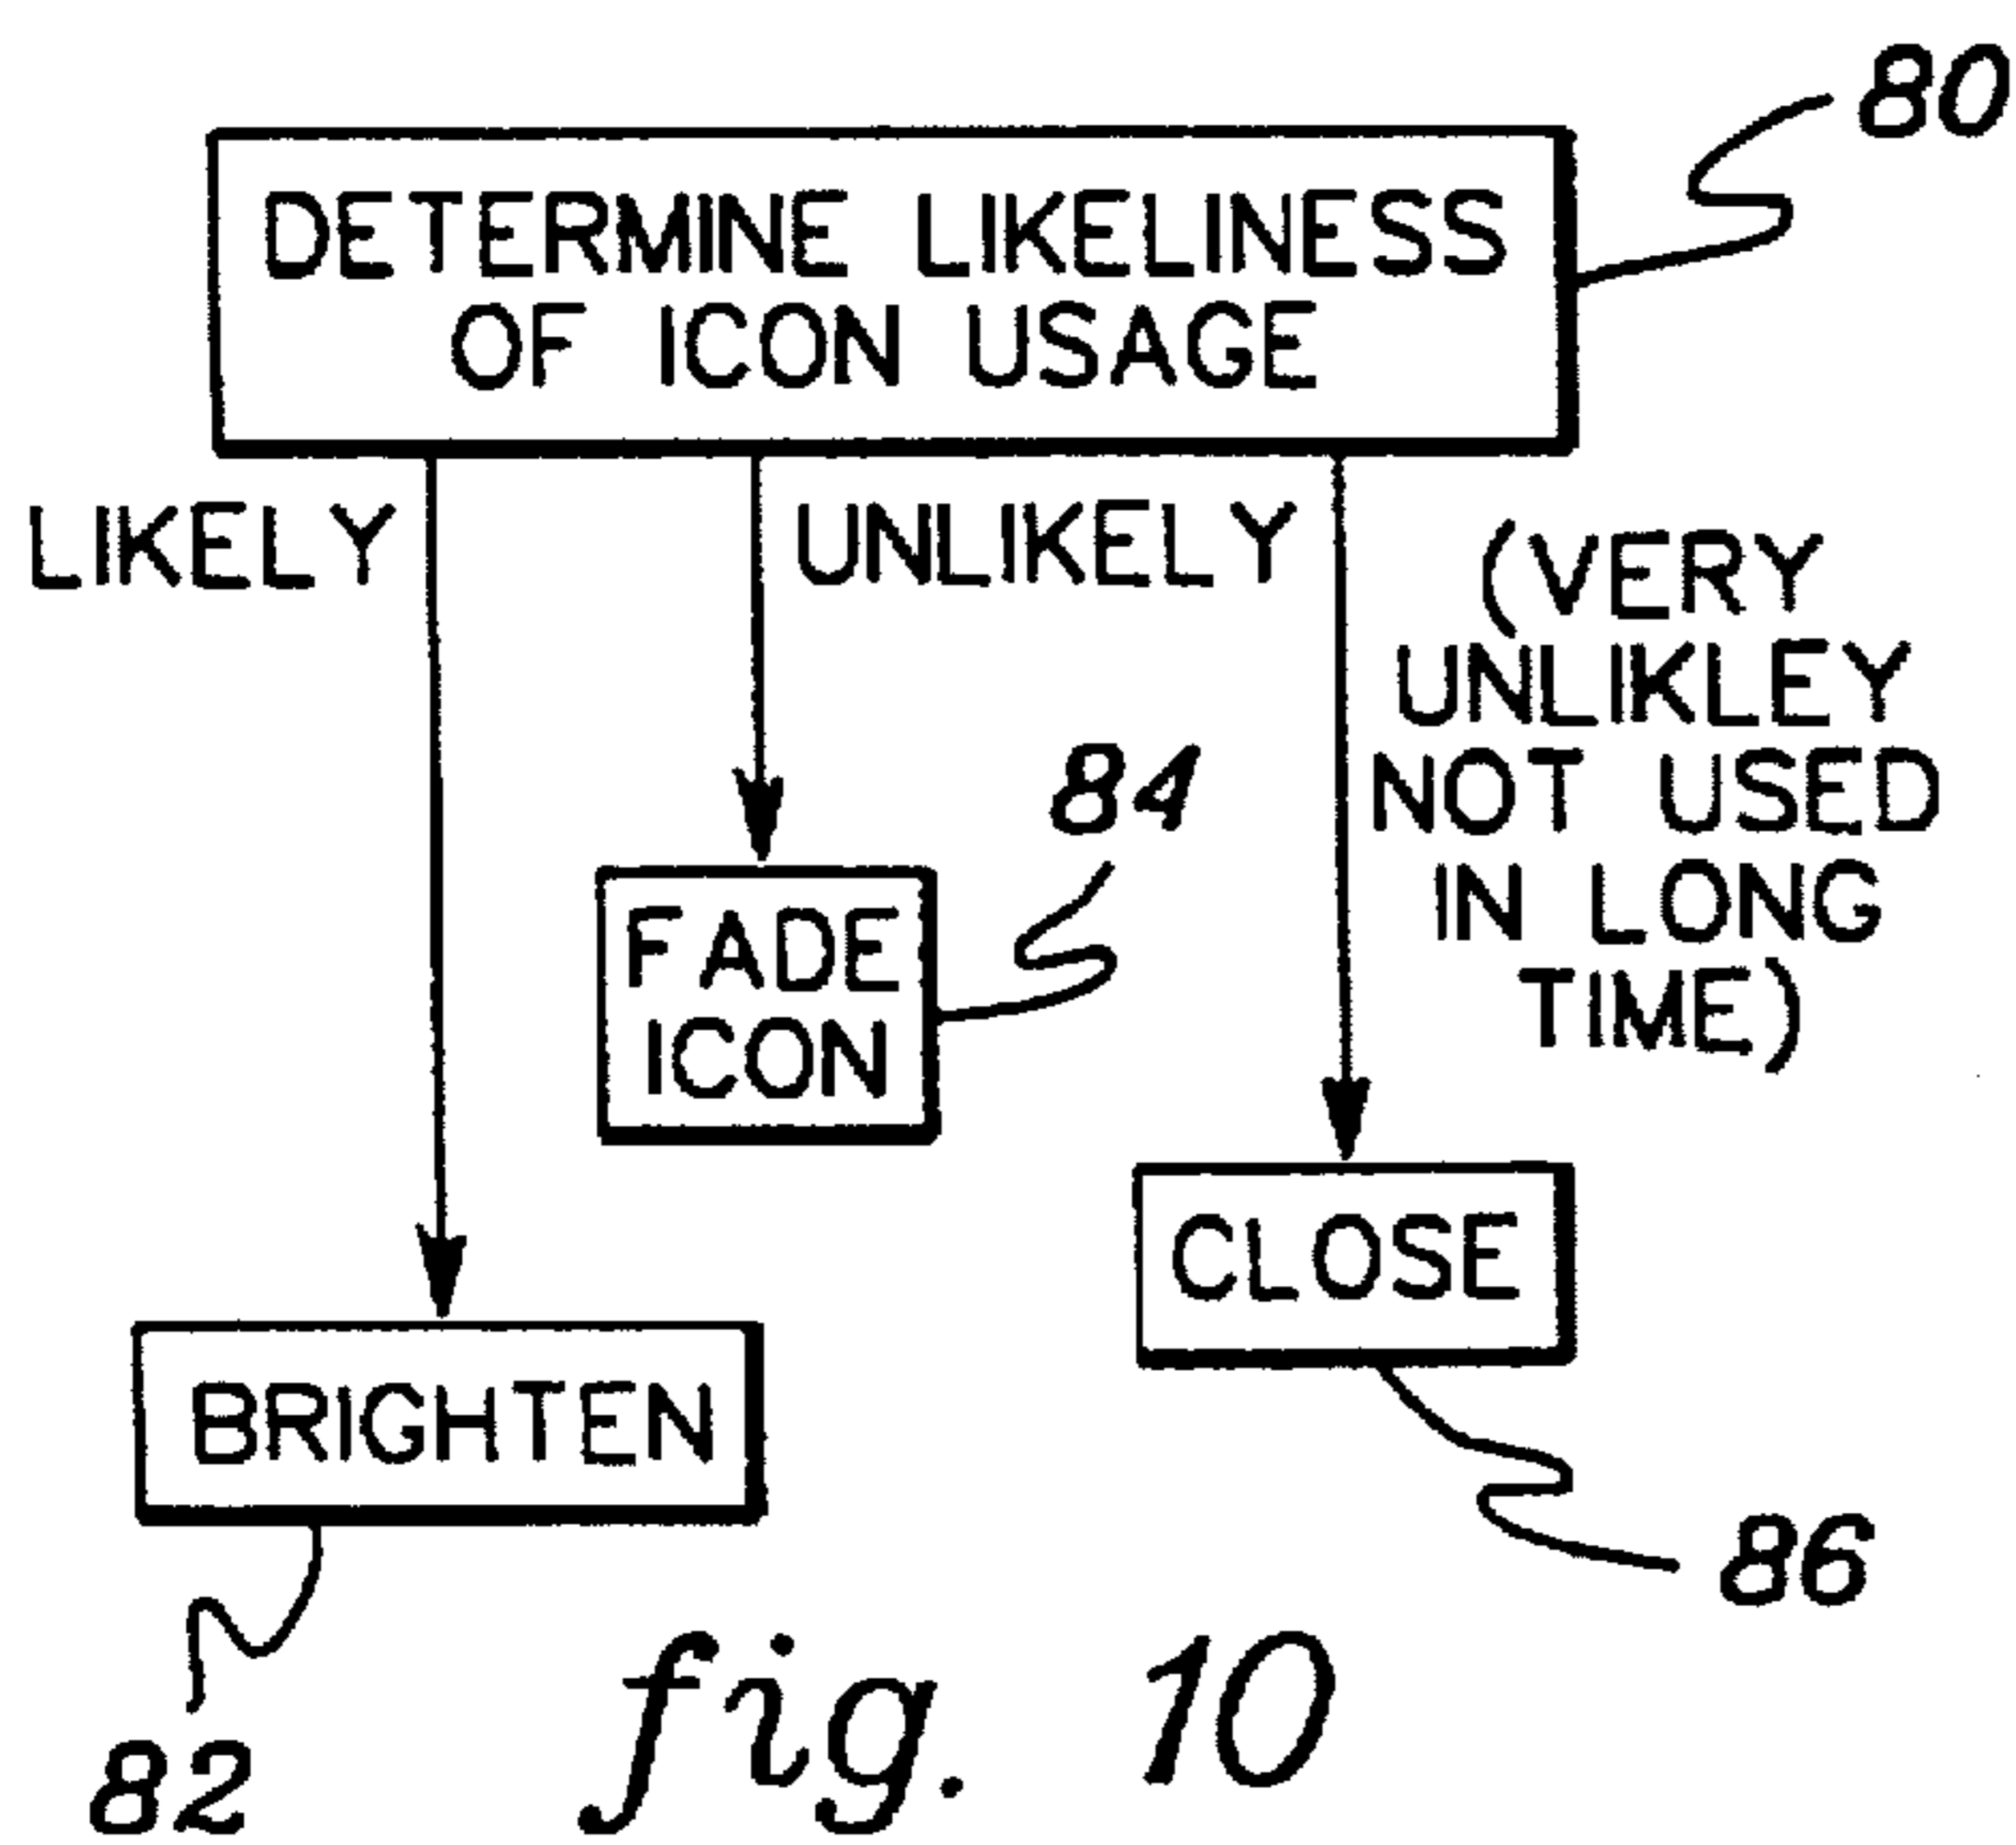 80
DETERMINE LIKELINESS
OF ICON USAGE
LIKELY
UNLIKELY
(VERY
UNLIKLEY
NOT USED
IN LONG
TIME)
84
FADE
ICON
CLOSE
BRIGHTEN
86
82
fig. 10